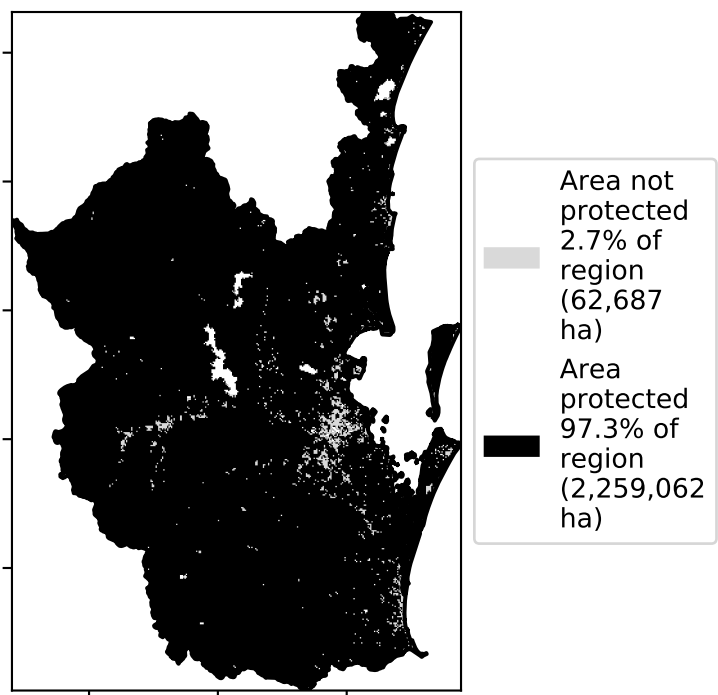 Area not
protected
2.7% of
region
(62,687
ha)
Area
protected
97.3% of
region
(2,259,062
ha)